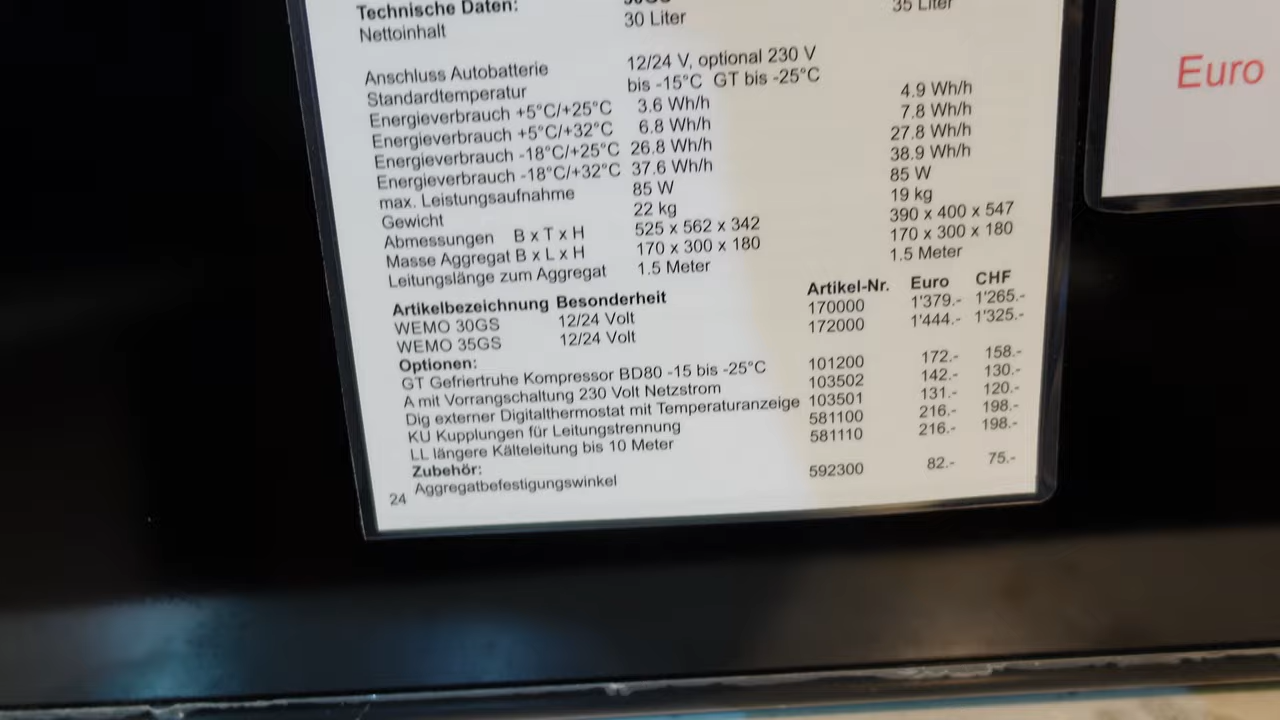 Technische Daten:
Nettoinhalt 30 Liter 35 Liter
Anschluss Autobatterie 12/24 V, optional 230 V
Standardtemperatur bis -15°C GT bis -25°C
Energieverbrauch +5°C/+25°C 3.6 Wh/h 4.9 Wh/h
Energieverbrauch +5°C/+32°C 6.8 Wh/h 7.8 Wh/h
Energieverbrauch -18°C/+25°C 26.8 Wh/h 27.8 Wh/h
Energieverbrauch -18°C/+32°C 37.6 Wh/h 38.9 Wh/h
max. Leistungsaufnahme 85 W 85 W
Gewicht 22 kg 19 kg
Abmessungen B x T x H 525 x 562 x 342 390 x 400 x 547
Masse Aggregat B x L x H 170 x 300 x 180 170 x 300 x 180
Leitungslänge zum Aggregat 1.5 Meter 1.5 Meter
Artikelbezeichnung Besonderheit Artikel-Nr. Euro CHF
WEMO 30GS 12/24 Volt 170000 1'379.- 1'265.-
WEMO 35GS 12/24 Volt 172000 1'444.- 1'325.-
Optionen:
GT Gefriertruhe Kompressor BD80 -15 bis -25°C 101200 172.- 158.-
A mit Vorrangschaltung 230 Volt Netzstrom 103502 142.- 130.-
Dig externer Digitalthermostat mit Temperaturanzeige 103501 131.- 120.-
KU Kupplungen für Leitungstrennung 581100 216.- 198.-
LL längere Kälteleitung bis 10 Meter 581110 216.- 198.-
Zubehör:
Aggregatbefestigungswinkel 592300 82.- 75.-
24
Euro